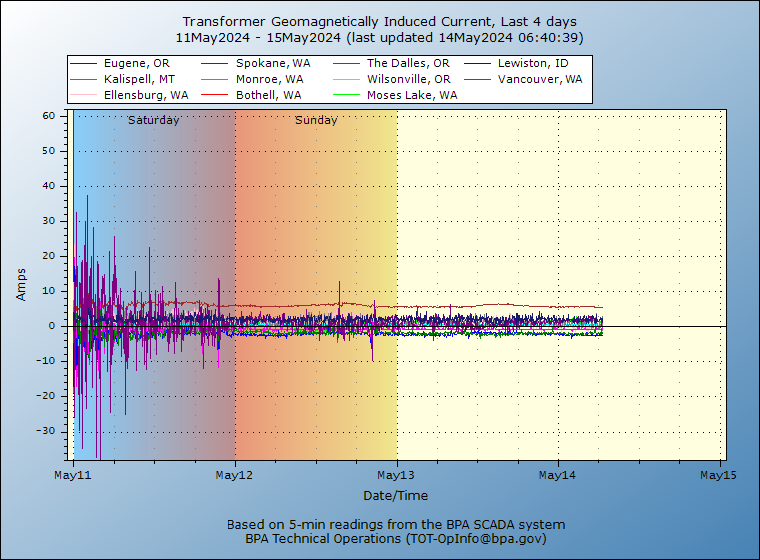 Transformer Geomagnetically Induced Current, Last 4 days
11May2024 - 15May2024 (last updated 14May2024 06:40:39)
Eugene, OR Spokane, WA The Dalles, OR Lewiston, ID
Kalispell, MT Monroe, WA Wilsonville, OR Vancouver, WA
Ellensburg, WA Bothell, WA Moses Lake, WA
Saturday Sunday
60
50
40
30
20
10
0
-10
-20
-30
Amps
May11 May12 May13 May14 May15
Date/Time
Based on 5-min readings from the BPA SCADA system
BPA Technical Operations (TOT-OpInfo@bpa.gov)